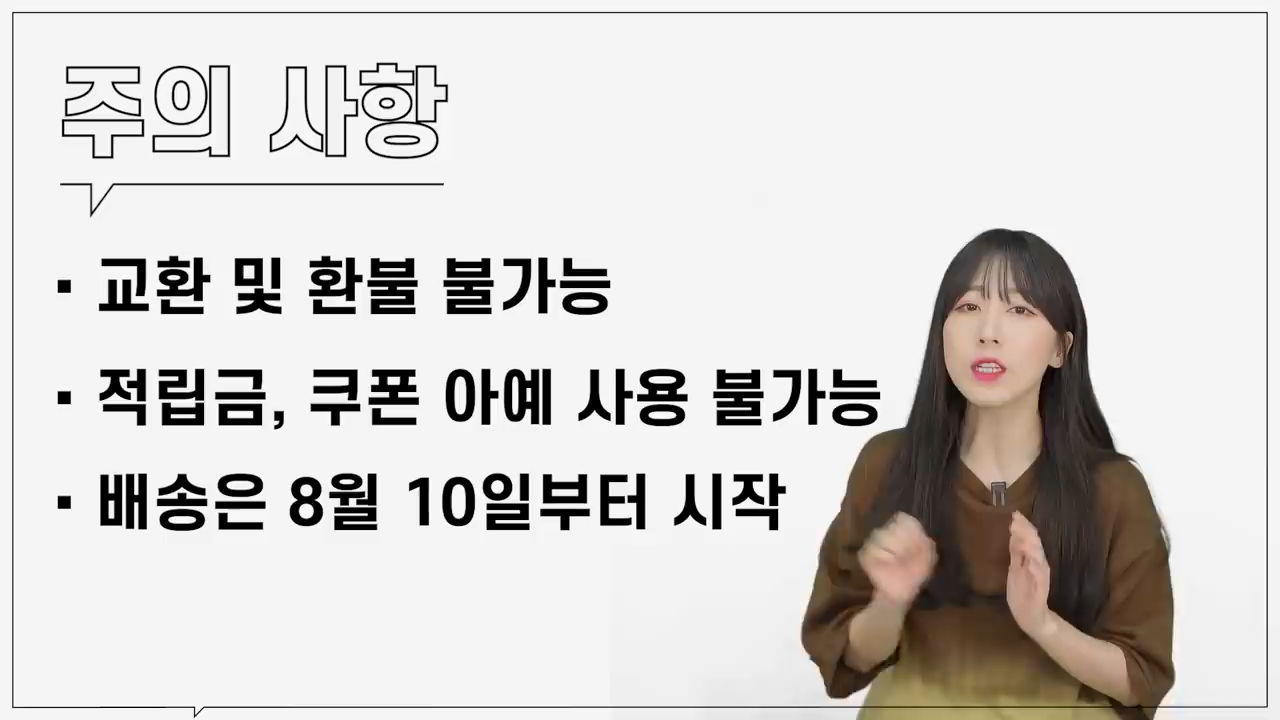 주의 사항
▪ 교환 및 환불 불가능
▪ 적립금, 쿠폰 아예 사용 불가능
▪ 배송은 8월 10일부터 시작